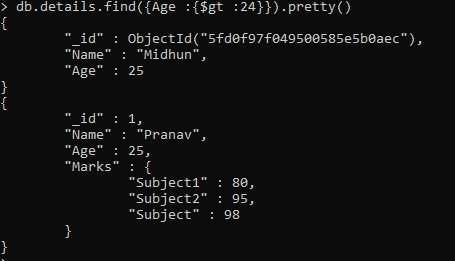 > db.details.find({Age :{$gt :24}}).pretty()
{
        "_id" : ObjectId("5fd0f97f049500585e5b0aec"),
        "Name" : "Midhun",
        "Age" : 25
}
{
        "_id" : 1,
        "Name" : "Pranav",
        "Age" : 25,
        "Marks" : {
                "Subject1" : 80,
                "Subject2" : 95,
                "Subject" : 98
        }
}